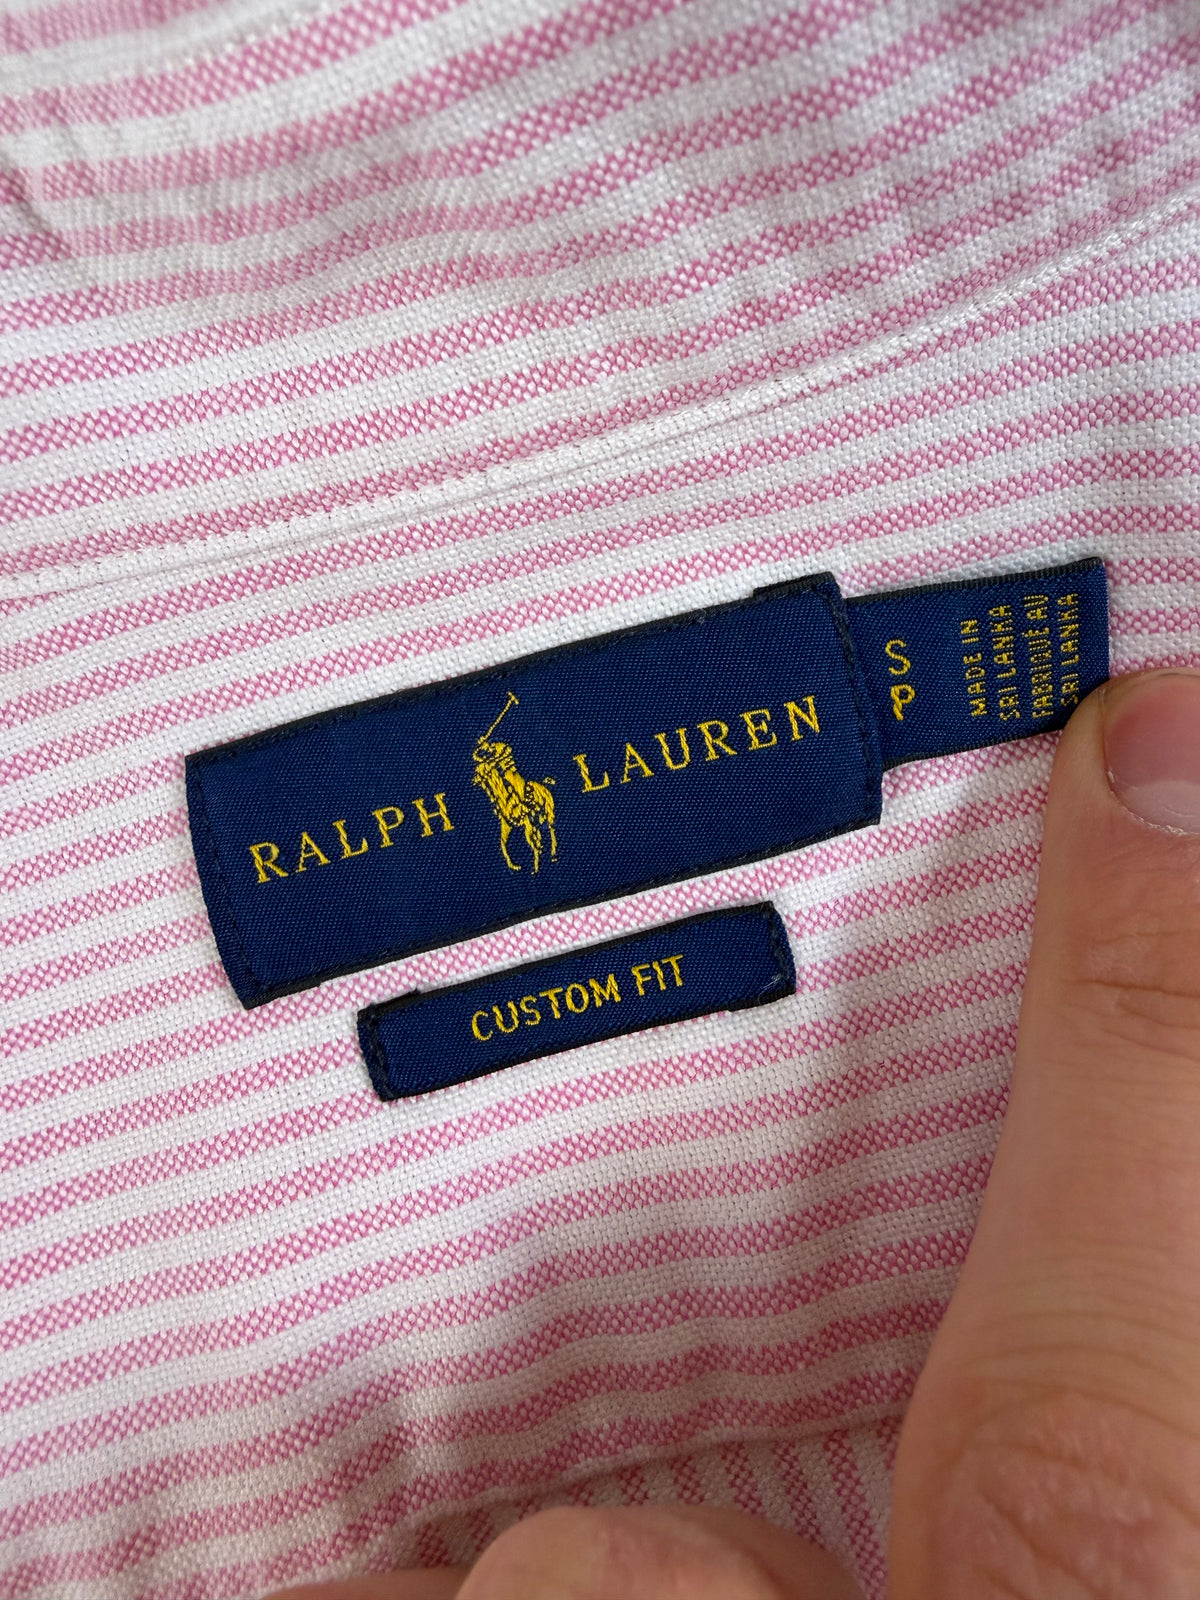 RALPH LAUREN
CUSTOM FIT
S
P
MADE IN
SRI LANKA
FABRIQUÉ AU
SRI LANKA